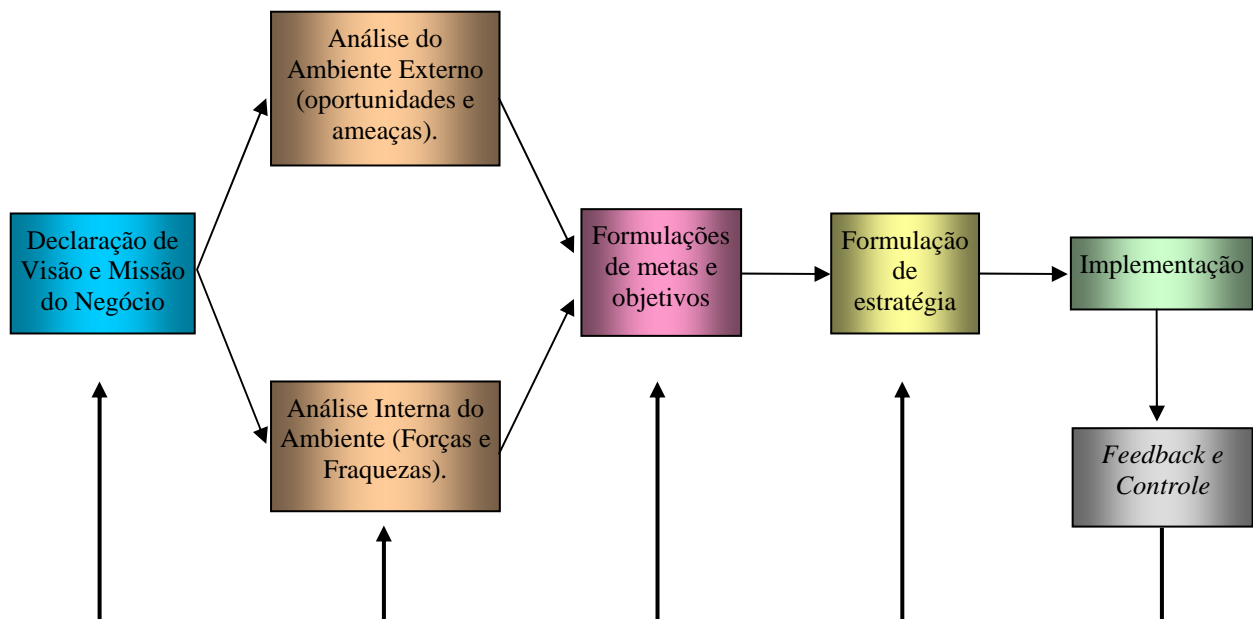 Análise do
Ambiente Externo
(oportunidades e
ameaças).
Declaração de
Visão e Missão
do Negócio
Formulações
de metas e
objetivos
Formulação
de
estratégia
Implementação
Análise Interna do
Ambiente (Forças e
Fraquezas).
Feedback e
Controle